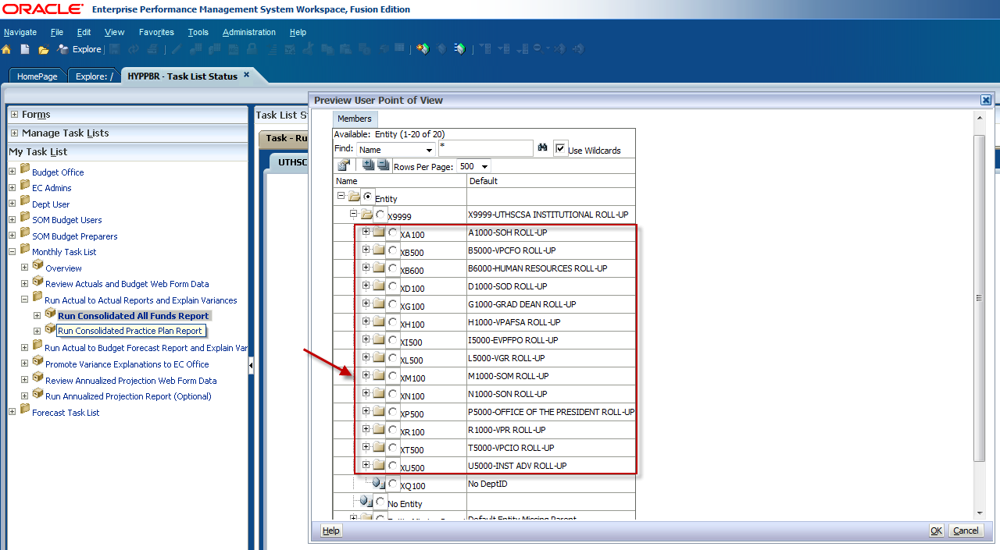 ORACLE Enterprise Performance Management System Workspace, Fusion Edition
Navigate File Edit View Favorites Tools Administration Help
Explore
HomePage Explore: / HYPPBR - Task List Status
Preview User Point of View
Forms
Manage Task Lists
My Task List
Budget Office
EC Admins
Dept User
SOM Budget Users
SOM Budget Preparers
Monthly Task List
Overview
Review Actuals and Budget Web Form Data
Run Actual to Actual Reports and Explain Variances
Run Consolidated All Funds Report
Run Consolidated Practice Plan Report
Run Actual to Budget Forecast Report and Explain Var
Promote Variance Explanations to EC Office
Review Annualized Projection Web Form Data
Run Annualized Projection Report (Optional)
Forecast Task List
Task List S
Task - Ru
UTHSC
Members
Available: Entity (1-20 of 20)
Find: Name * Use Wildcards
Rows Per Page: 500
Name Default
Entity
X9999 X9999-UTHSCSA INSTITUTIONAL ROLL-UP
XA100 A1000-SOH ROLL-UP
XB500 B5000-VPCFO ROLL-UP
XB600 B6000-HUMAN RESOURCES ROLL-UP
XD100 D1000-SOD ROLL-UP
XG100 G1000-GRAD DEAN ROLL-UP
XH100 H1000-VPAFSA ROLL-UP
XI500 I5000-EVPFPO ROLL-UP
XL500 L5000-VGR ROLL-UP
XM100 M1000-SOM ROLL-UP
XN100 N1000-SON ROLL-UP
XP500 P5000-OFFICE OF THE PRESIDENT ROLL-UP
XR100 R1000-VPR ROLL-UP
XT500 T5000-VPCIO ROLL-UP
XU500 U5000-INST ADV ROLL-UP
XQ100 No DeptID
No Entity
Default Entity Missing Parent
Help OK Cancel